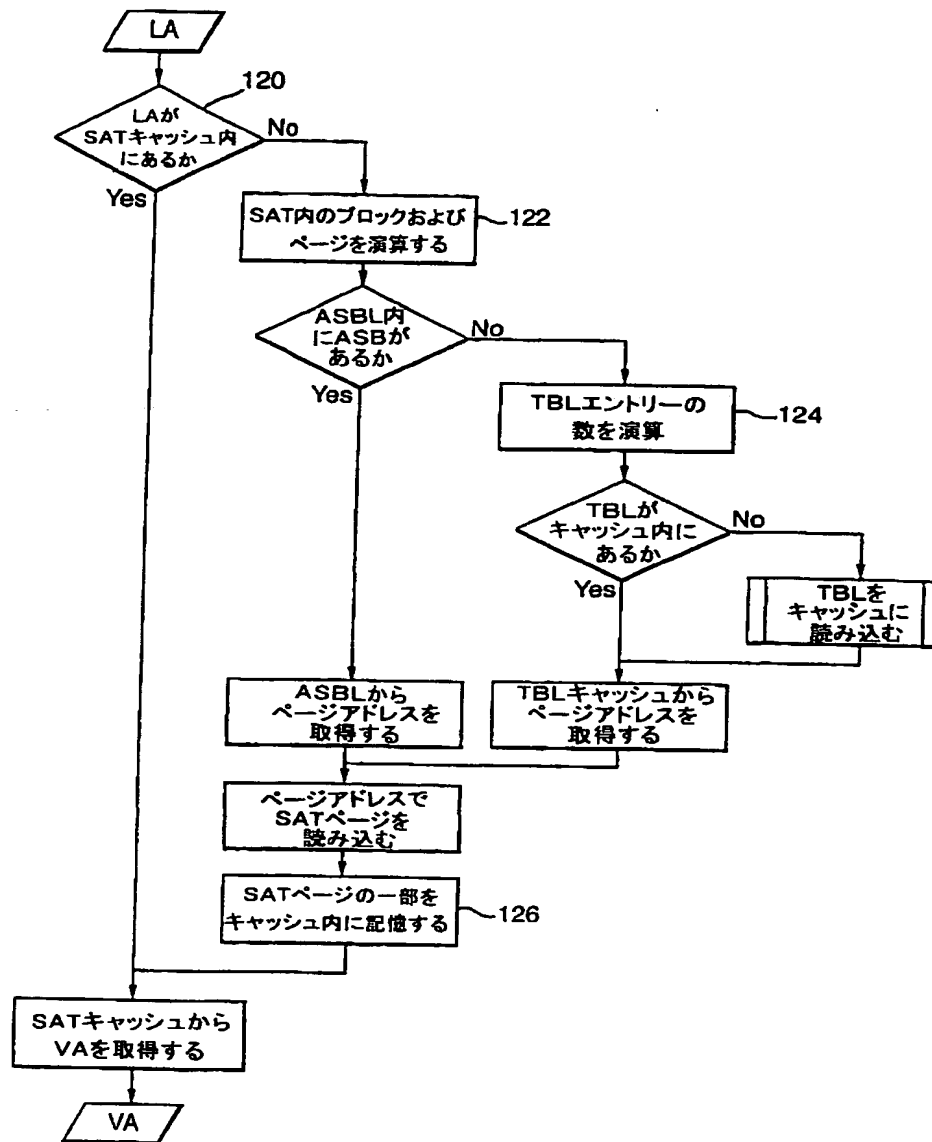 LA
120
LAが
SATキャッシュ内
にあるか
No
Yes
SAT内のブロックおよび
ページを演算する
122
ASBL内
にASBが
あるか
No
Yes
TBLエントリーの
数を演算
124
TBLが
キャッシュ内に
あるか
No
Yes
TBLを
キャッシュに
読み込む
ASBLから
ページアドレスを
取得する
TBLキャッシュから
ページアドレスを
取得する
ページアドレスで
SATページを
読み込む
SATページの一部を
キャッシュ内に記憶する
126
SATキャッシュから
VAを取得する
VA